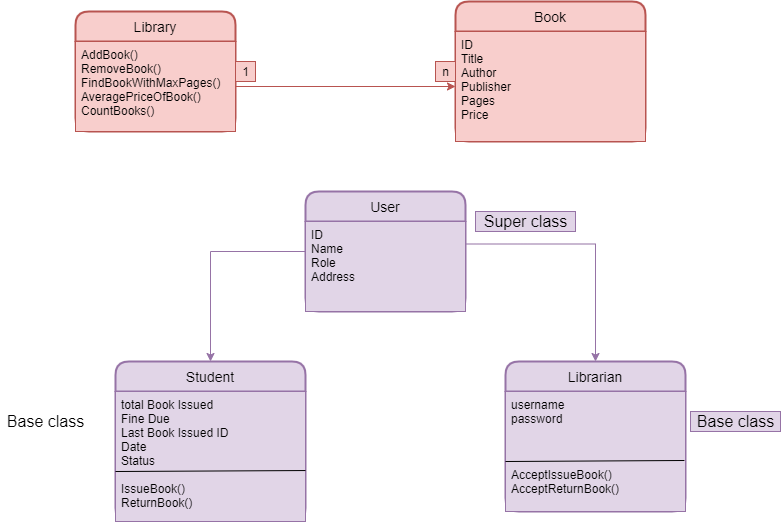 Library
AddBook()
RemoveBook()
FindBookWithMaxPages()
AveragePriceOfBook()
CountBooks()
1
n
Book
ID
Title
Author
Publisher
Pages
Price
User
ID
Name
Role
Address
Super class
Student
total Book Issued
Fine Due
Last Book Issued ID
Date
Status
IssueBook()
ReturnBook()
Base class
Librarian
username
password
AcceptIssueBook()
AcceptReturnBook()
Base class